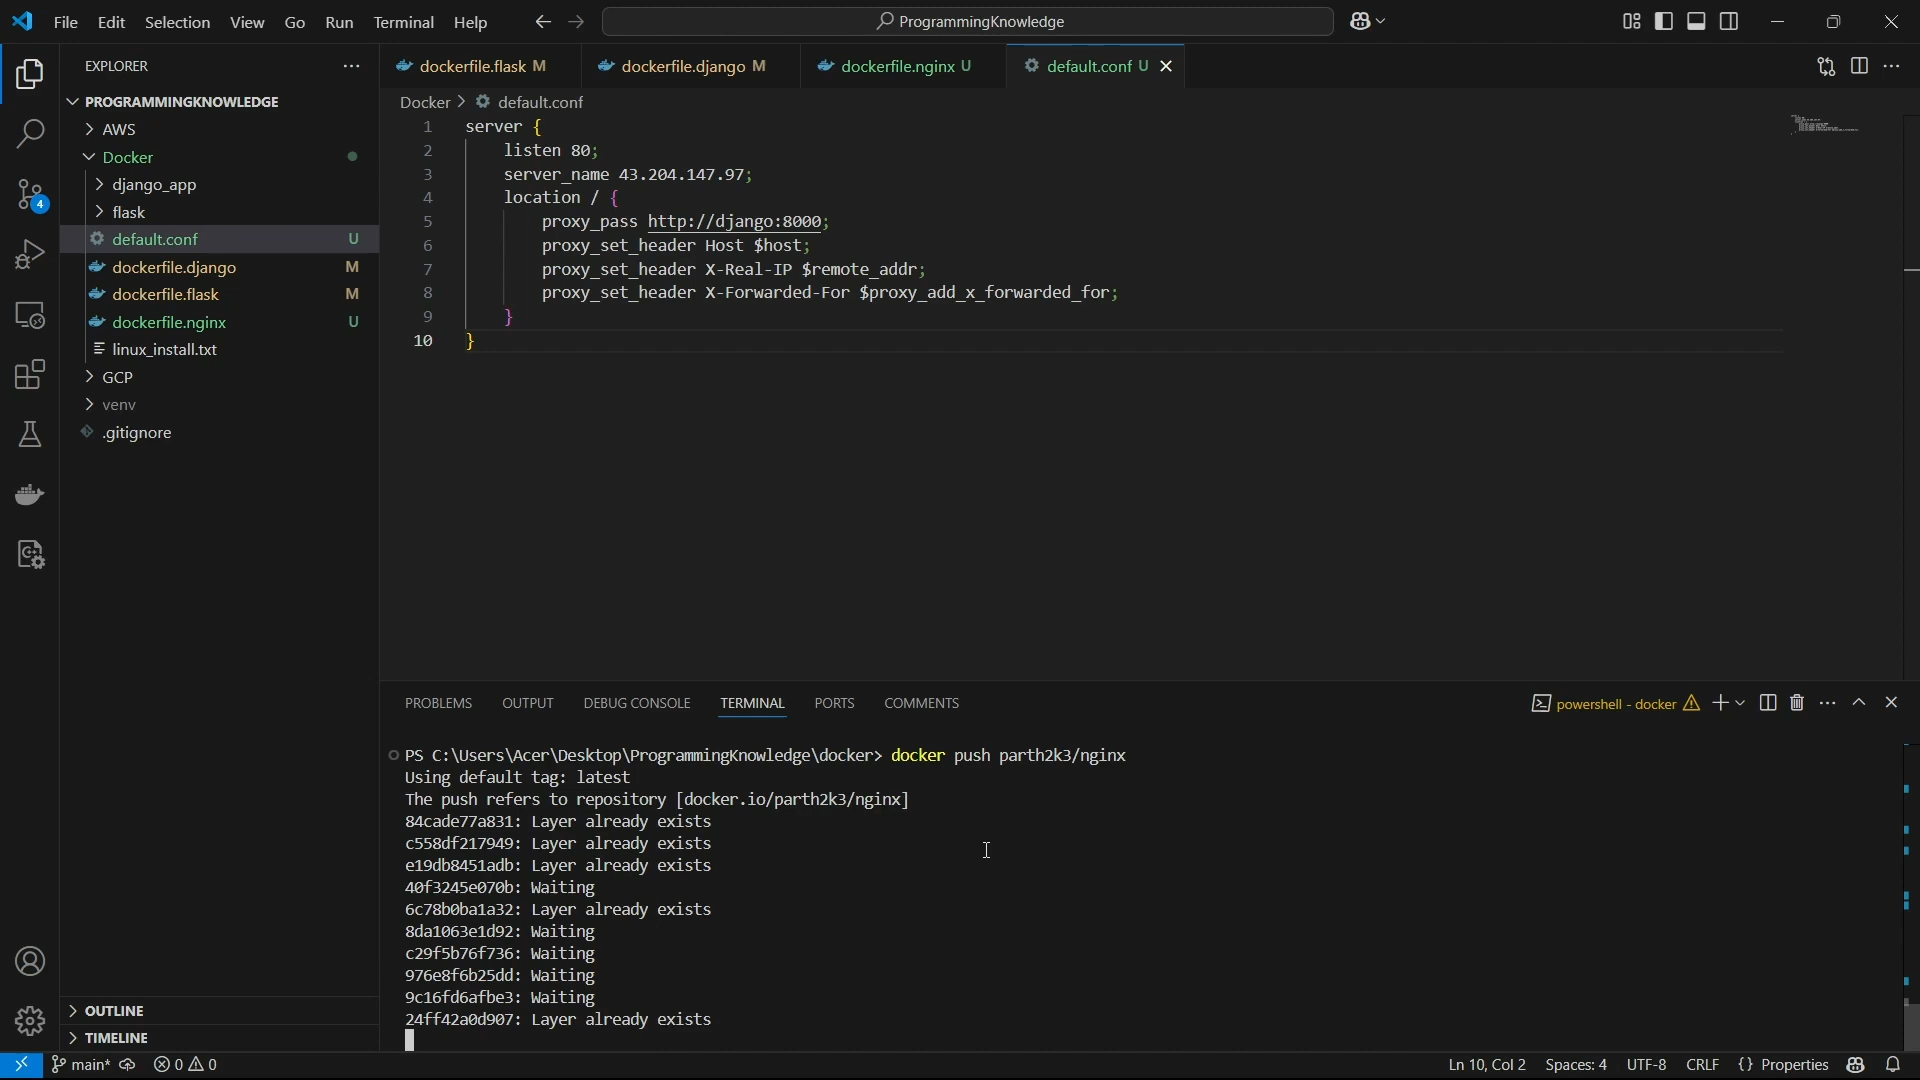 File Edit Selection View Go Run Terminal Help
ProgrammingKnowledge
EXPLORER
PROGRAMMINGKNOWLEDGE
AWS
Docker
django_app
flask
default.conf U
dockerfile.django M
dockerfile.flask M
dockerfile.nginx U
linux_install.txt
GCP
venv
.gitignore
OUTLINE
TIMELINE
4
dockerfile.flask M
dockerfile.django M
dockerfile.nginx U
default.conf U
Docker > default.conf
1 server {
2 listen 80;
3 server_name 43.204.147.97;
4 location / {
5 proxy_pass http://django:8000;
6 proxy_set_header Host $host;
7 proxy_set_header X-Real-IP $remote_addr;
8 proxy_set_header X-Forwarded-For $proxy_add_x_forwarded_for;
9 }
10 }
PROBLEMS OUTPUT DEBUG CONSOLE TERMINAL PORTS COMMENTS
powershell - docker
PS C:\Users\Acer\Desktop\ProgrammingKnowledge\docker> docker push parth2k3/nginx
Using default tag: latest
The push refers to repository [docker.io/parth2k3/nginx]
84cade77a831: Layer already exists
c558df217949: Layer already exists
e19db8451adb: Layer already exists
40f3245e070b: Waiting
6c78b0ba1a32: Layer already exists
8da1063e1d92: Waiting
c29f5b76f736: Waiting
976e8f6b25dd: Waiting
9c16fd6afbe3: Waiting
24ff42a0d907: Layer already exists
main* 0 0
Ln 10, Col 2 Spaces: 4 UTF-8 CRLF {} Properties